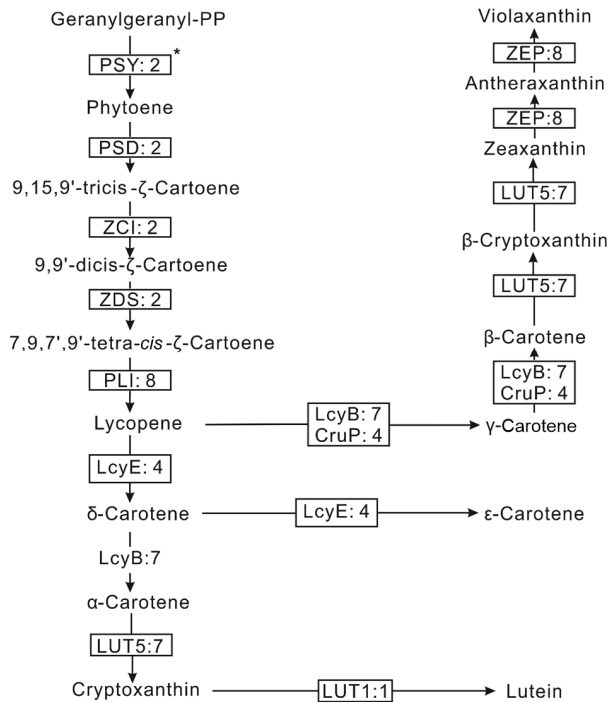 Geranylgeranyl-PP
PSY: 2 *
Phytoene
PSD: 2
9,15,9'-tricis-ζ-Cartoene
ZCI: 2
9,9'-dicis-ζ-Cartoene
ZDS: 2
7,9,7',9'-tetra-cis-ζ-Cartoene
PLI: 8
Lycopene
LcyB: 7
CruP: 4
γ-Carotene
LcyE: 4
δ-Carotene
LcyE: 4
ε-Carotene
LcyB:7
α-Carotene
LUT5:7
Cryptoxanthin
LUT1:1
Lutein
Violaxanthin
ZEP:8
Antheraxanthin
ZEP:8
Zeaxanthin
LUT5:7
β-Cryptoxanthin
LUT5:7
β-Carotene
LcyB: 7
CruP: 4